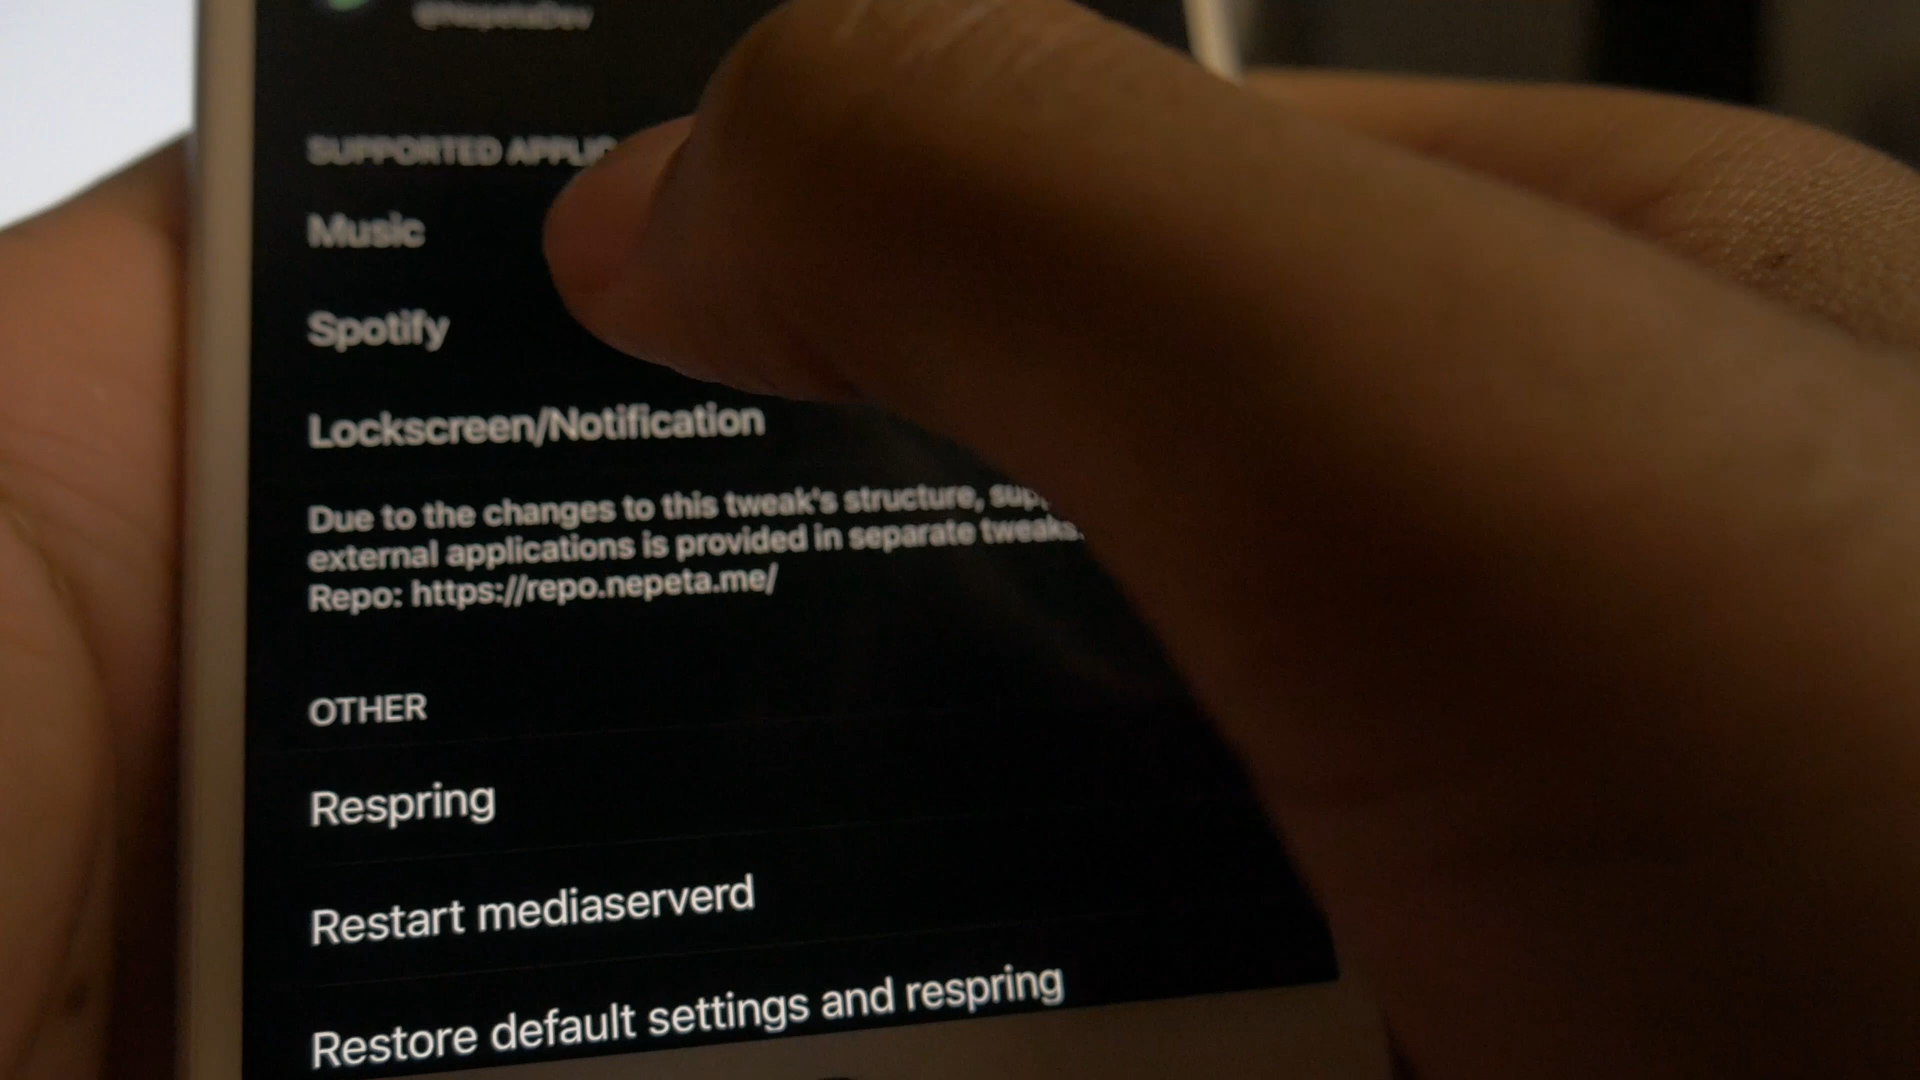 @NepetaDev
SUPPORTED
Music
Spotify
Lockscreen/Notification
Due to the changes to this tweak's structure,
external applications is provided in separate tweaks.
Repo: https://repo.nepeta.me/
OTHER
Respring
Restart mediaserverd
Restore default settings and respring